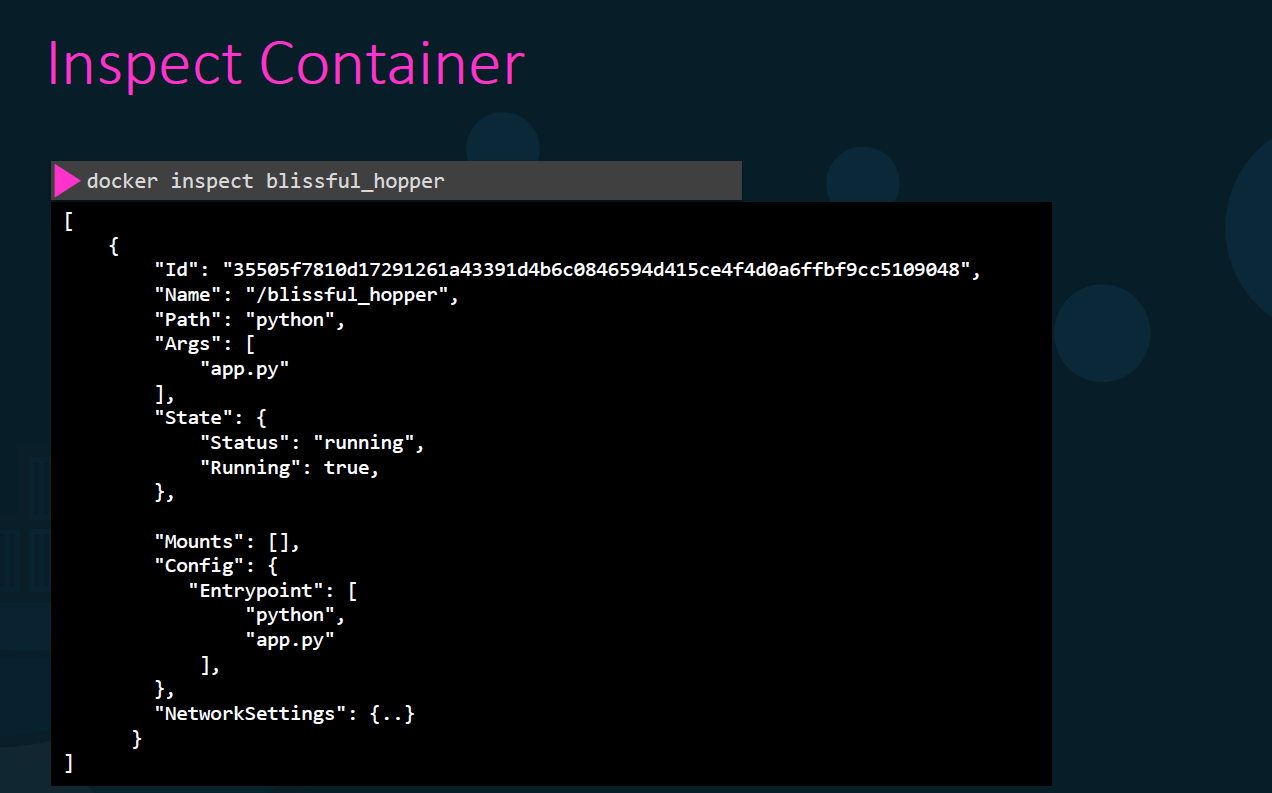 Inspect Container
docker inspect blissful_hopper
[
    {
        "Id": "35505f7810d17291261a43391d4b6c0846594d415ce4f4d0a6ffbf9cc5109048",
        "Name": "/blissful_hopper",
        "Path": "python",
        "Args": [
            "app.py"
        ],
        "State": {
            "Status": "running",
            "Running": true,
        },
        "Mounts": [],
        "Config": {
           "Entrypoint": [
                "python",
                "app.py"
            ],
        },
        "NetworkSettings": {..}
      }
]